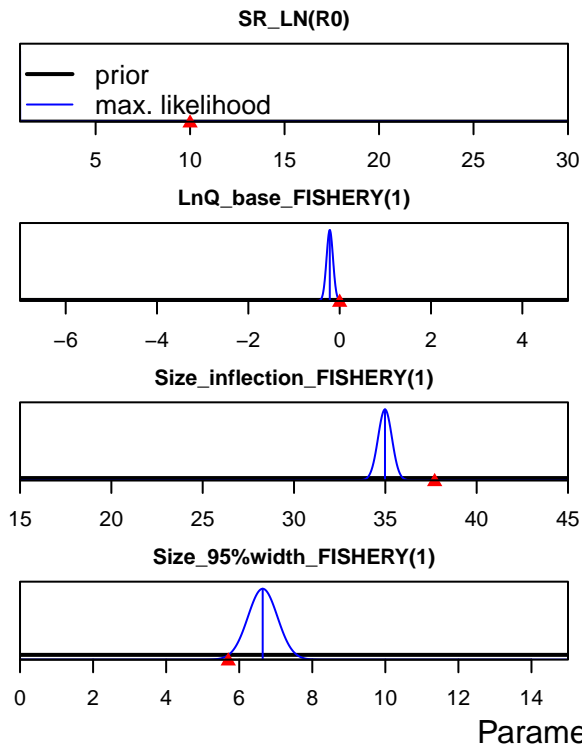 SR_LN(R0)
prior
max. likelihood
5 10 15 20 25 30
LnQ_base_FISHERY(1)
−6 −4 −2 0 2 4
Size_inflection_FISHERY(1)
15 20 25 30 35 40 45
Size_95%width_FISHERY(1)
0 2 4 6 8 10 12 14
Parame